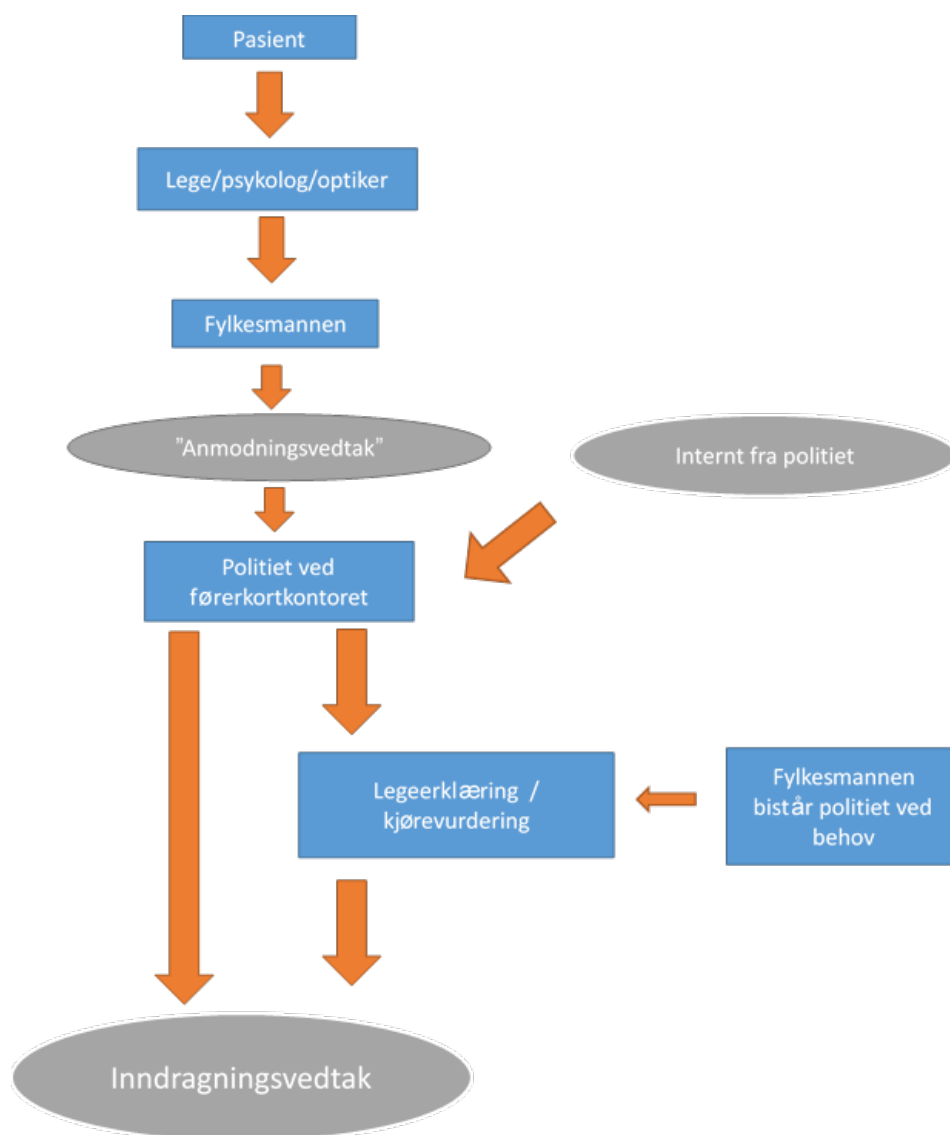 Pasient
Lege/psykolog/optiker
Fylkesmannen
"Anmodningsvedtak"
Internt fra politiet
Politiet ved
førerkortkontoret
Legeerklæring /
kjørevurdering
Fylkesmannen
bistår politiet ved
behov
Inndragningsvedtak